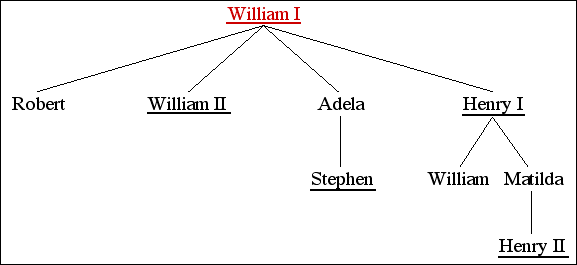 William I
Robert William II Adela Henry I
Stephen William Matilda
Henry II